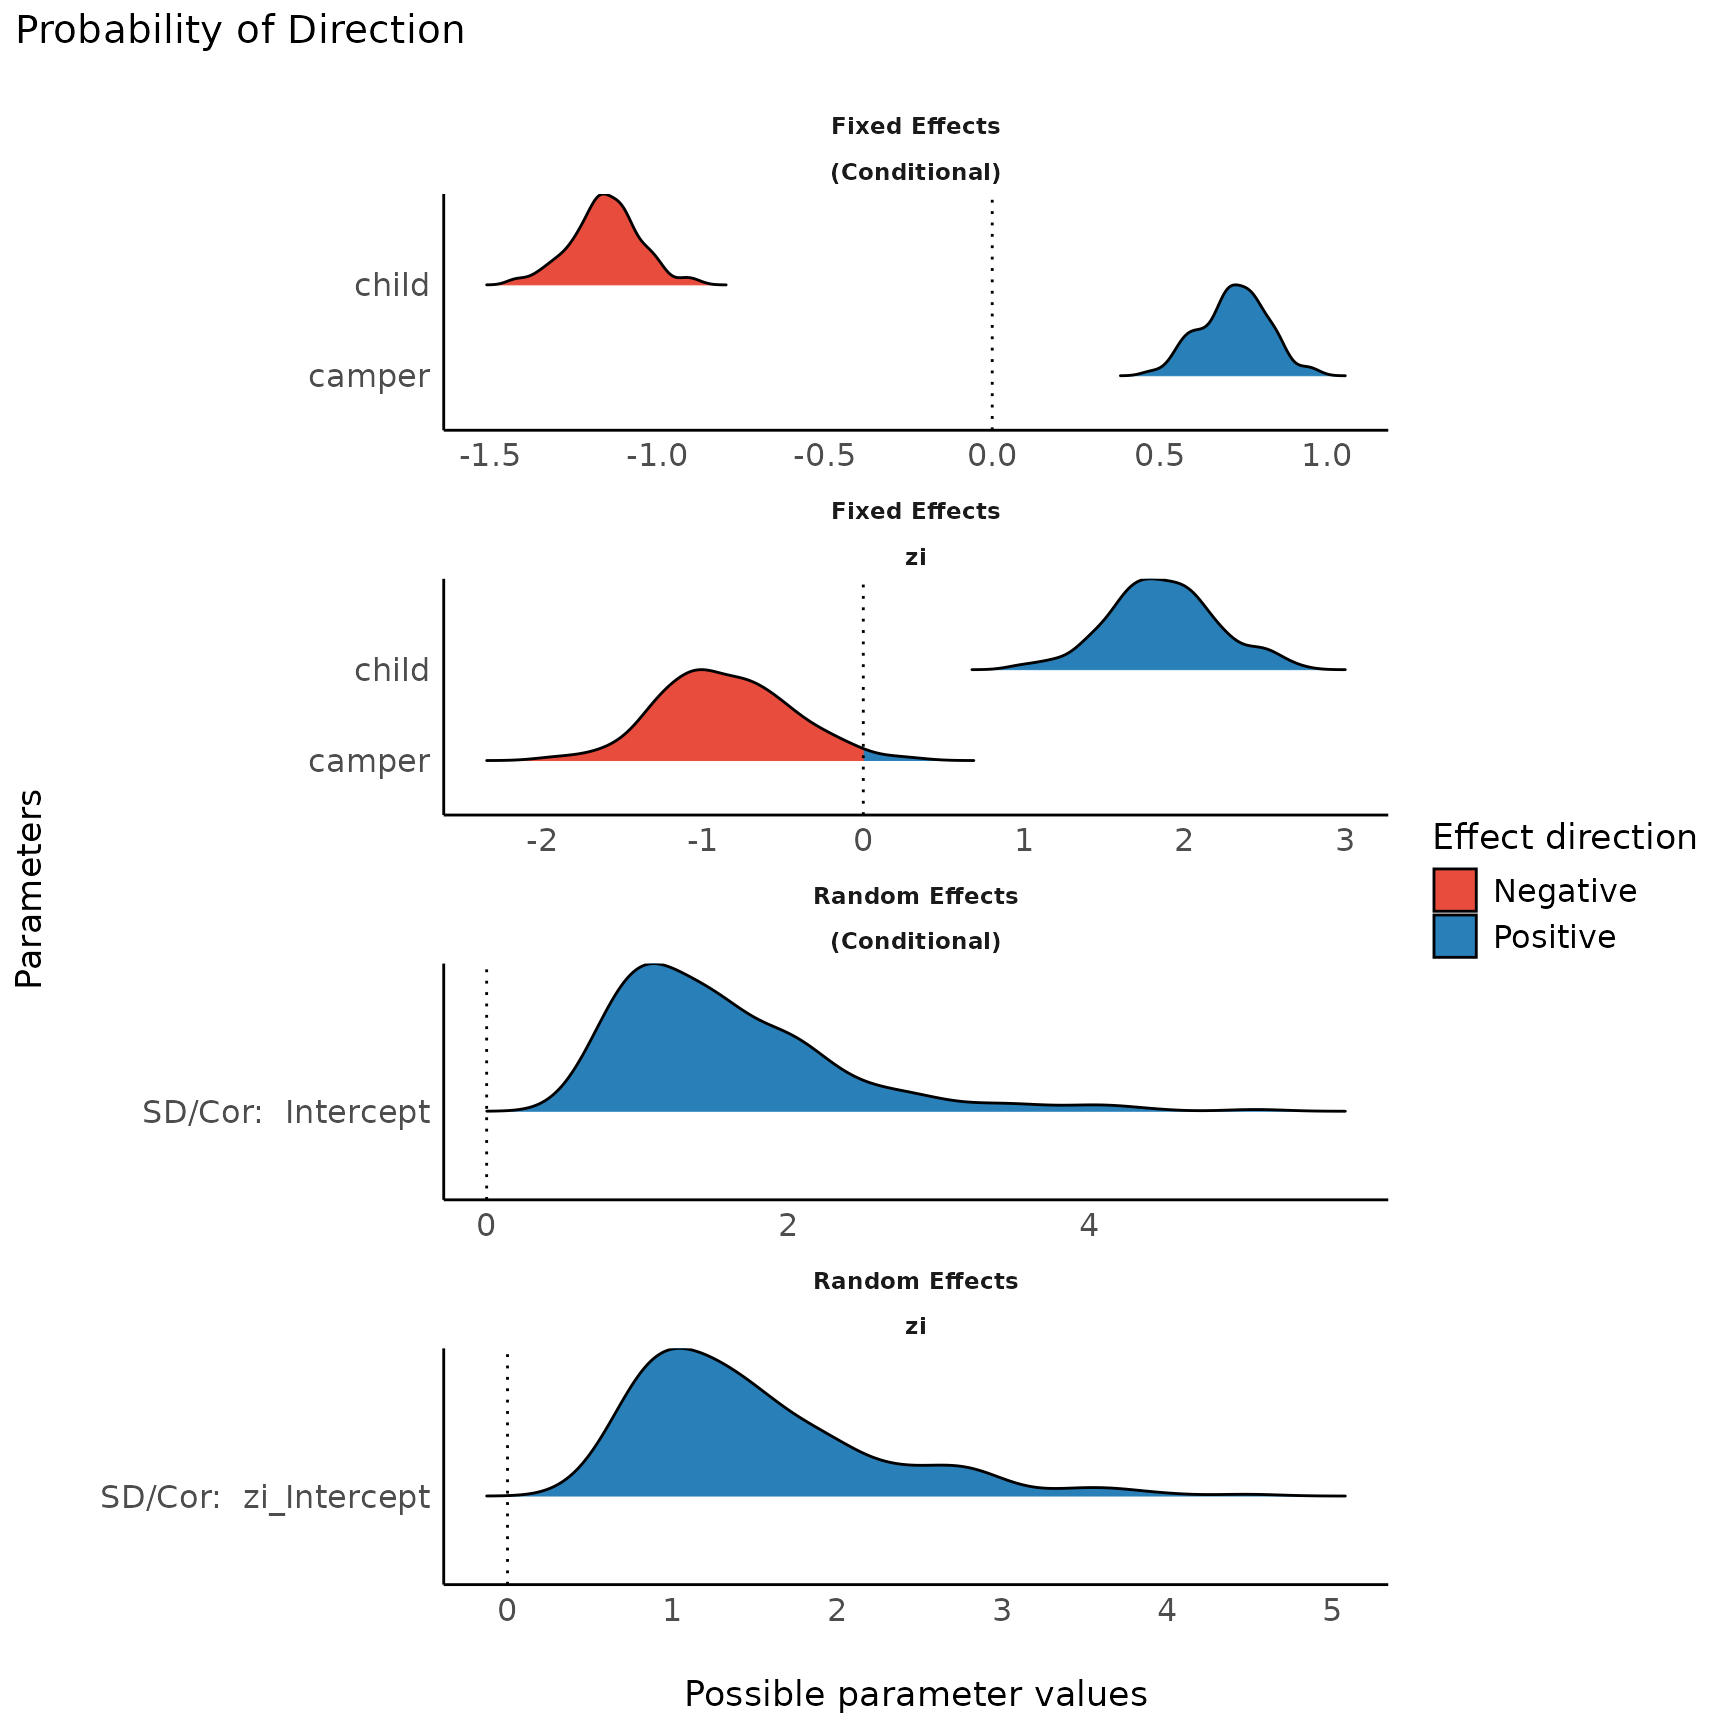 Probability of Direction
Fixed Effects
(Conditional)
child
camper
-1.5 -1.0 -0.5 0.0 0.5 1.0
Fixed Effects
zi
child
camper
-2 -1 0 1 2 3
Random Effects
(Conditional)
SD/Cor: Intercept
0 2 4
Random Effects
zi
SD/Cor: zi_Intercept
0 1 2 3 4 5
Possible parameter values
Parameters
Effect direction
Negative
Positive